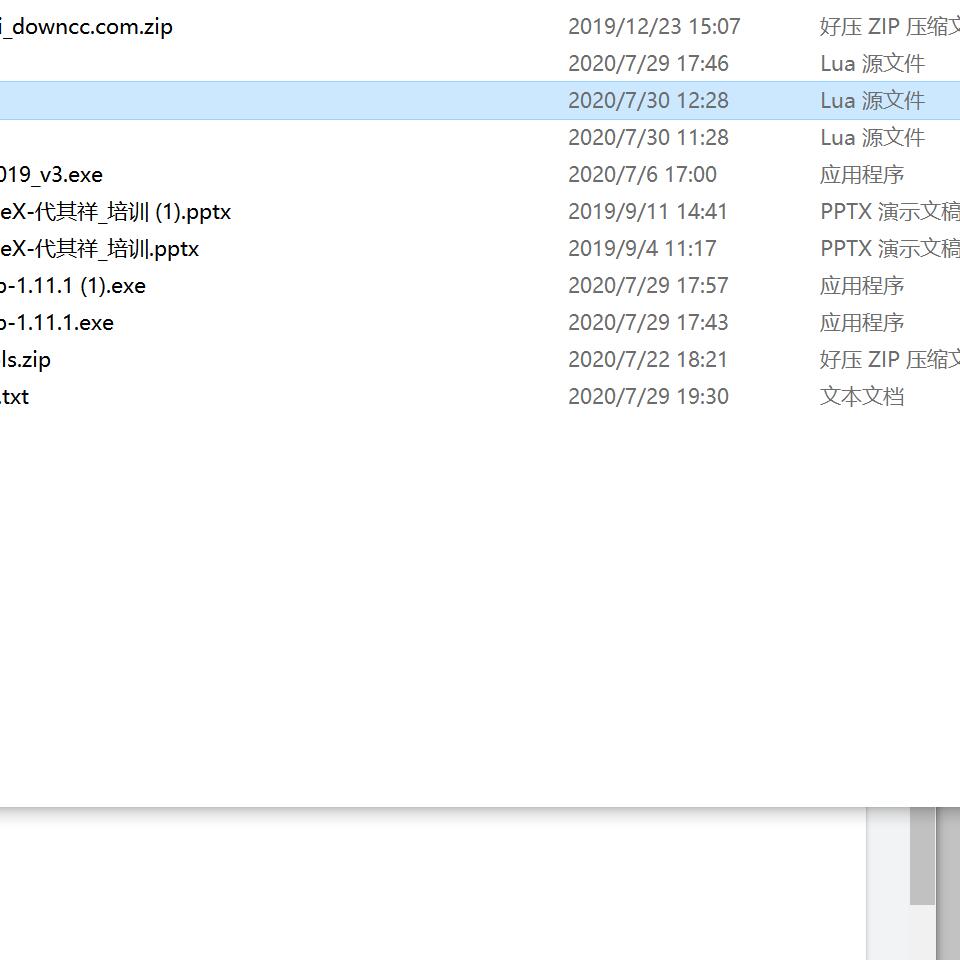 i_downcc.com.zip 2019/12/23 15:07 好压 ZIP 压缩文
2020/7/29 17:46 Lua 源文件
2020/7/30 12:28 Lua 源文件
2020/7/30 11:28 Lua 源文件
019_v3.exe 2020/7/6 17:00 应用程序
eX-代其祥_培训 (1).pptx 2019/9/11 14:41 PPTX 演示文稿
eX-代其祥_培训.pptx 2019/9/4 11:17 PPTX 演示文稿
p-1.11.1 (1).exe 2020/7/29 17:57 应用程序
p-1.11.1.exe 2020/7/29 17:43 应用程序
ls.zip 2020/7/22 18:21 好压 ZIP 压缩文
.txt 2020/7/29 19:30 文本文档